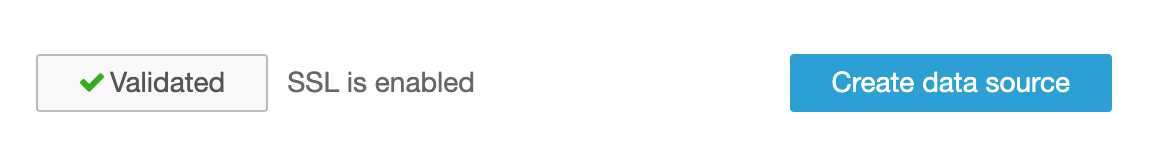 Validated SSL is enabled Create data source